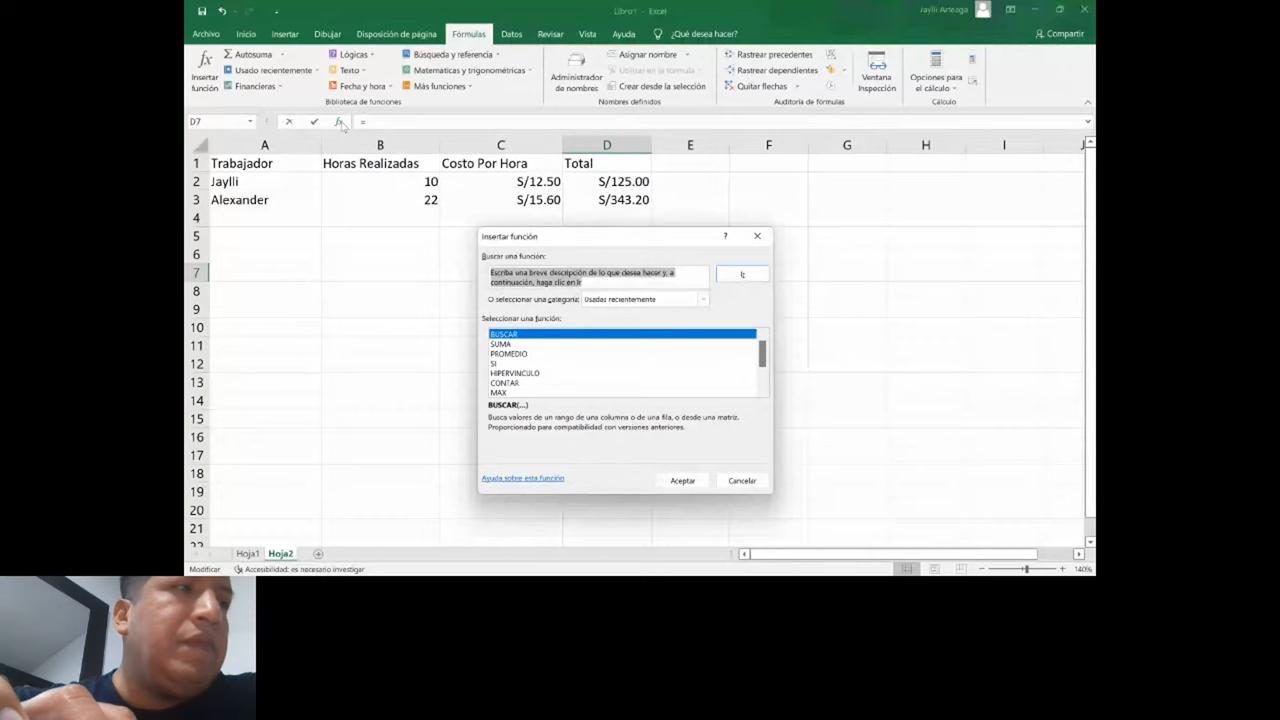 Libro1 - Excel
Jaylli Arteaga
Archivo Inicio Insertar Dibujar Disposición de página Fórmulas Datos Revisar Vista Ayuda ¿Qué desea hacer? Compartir
fx Insertar función
Autosuma
Usado recientemente
Financieras
Lógicas
Texto
Fecha y hora
Búsqueda y referencia
Matemáticas y trigonométricas
Más funciones
Biblioteca de funciones
Administrador de nombres
Asignar nombre
Utilizar en la fórmula
Crear desde la selección
Nombres definidos
Rastrear precedentes
Rastrear dependientes
Quitar flechas
Auditoría de fórmulas
Ventana Inspección
Opciones para el cálculo
Cálculo
D7 fx =
A B C D E F G H I J
1 Trabajador Horas Realizadas Costo Por Hora Total
2 Jaylli 10 S/12.50 S/125.00
3 Alexander 22 S/15.60 S/343.20
4
5
6
7
8
9
10
11
12
13
14
15
16
17
18
19
20
21
22
Insertar función ?
Buscar una función:
Escriba una breve descripción de lo que desea hacer y, a
continuación, haga clic en Ir
Ir
O seleccionar una categoría: Usadas recientemente
Seleccionar una función:
BUSCAR
SUMA
PROMEDIO
SI
HIPERVINCULO
CONTAR
MAX
BUSCAR(...)
Busca valores de un rango de una columna o de una fila, o desde una matriz.
Proporcionado para compatibilidad con versiones anteriores.
Ayuda sobre esta función
Aceptar Cancelar
Hoja1 Hoja2
Modificar Accesibilidad: es necesario investigar 140%